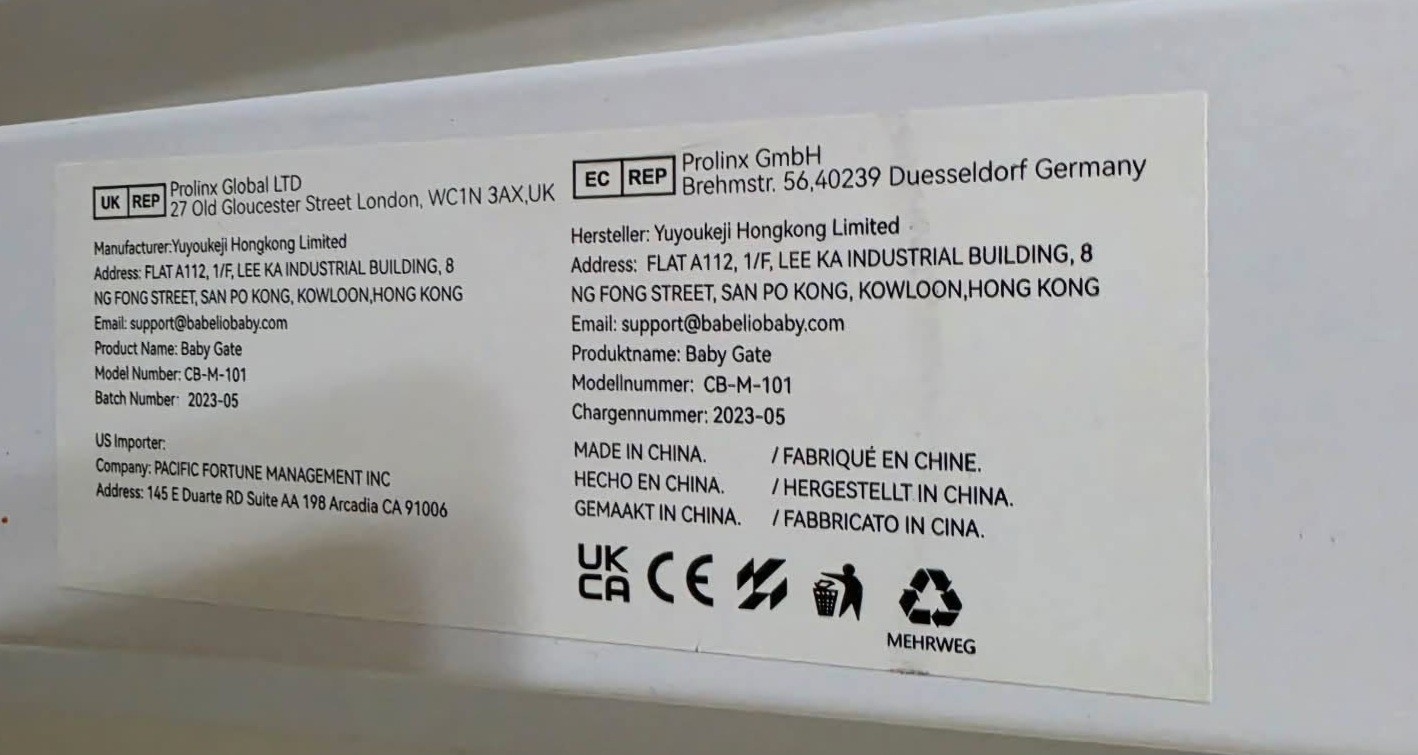 UK REP Prolinx Global LTD
27 Old Gloucester Street London, WC1N 3AX,UK
Manufacturer:Yuyoukeji Hongkong Limited
Address: FLAT A112, 1/F, LEE KA INDUSTRIAL BUILDING, 8
NG FONG STREET, SAN PO KONG, KOWLOON,HONG KONG
Email: support@babeliobaby.com
Product Name: Baby Gate
Model Number: CB-M-101
Batch Number: 2023-05
US Importer:
Company: PACIFIC FORTUNE MANAGEMENT INC
Address: 145 E Duarte RD Suite AA 198 Arcadia CA 91006
EC REP Prolinx GmbH
Brehmstr. 56,40239 Duesseldorf Germany
Hersteller: Yuyoukeji Hongkong Limited
Address: FLAT A112, 1/F, LEE KA INDUSTRIAL BUILDING, 8
NG FONG STREET, SAN PO KONG, KOWLOON,HONG KONG
Email: support@babeliobaby.com
Produktname: Baby Gate
Modellnummer: CB-M-101
Chargennummer: 2023-05
MADE IN CHINA. / FABRIQUÉ EN CHINE.
HECHO EN CHINA. / HERGESTELLT IN CHINA.
GEMAAKT IN CHINA. / FABBRICATO IN CINA.
UK
CA CE
MEHRWEG